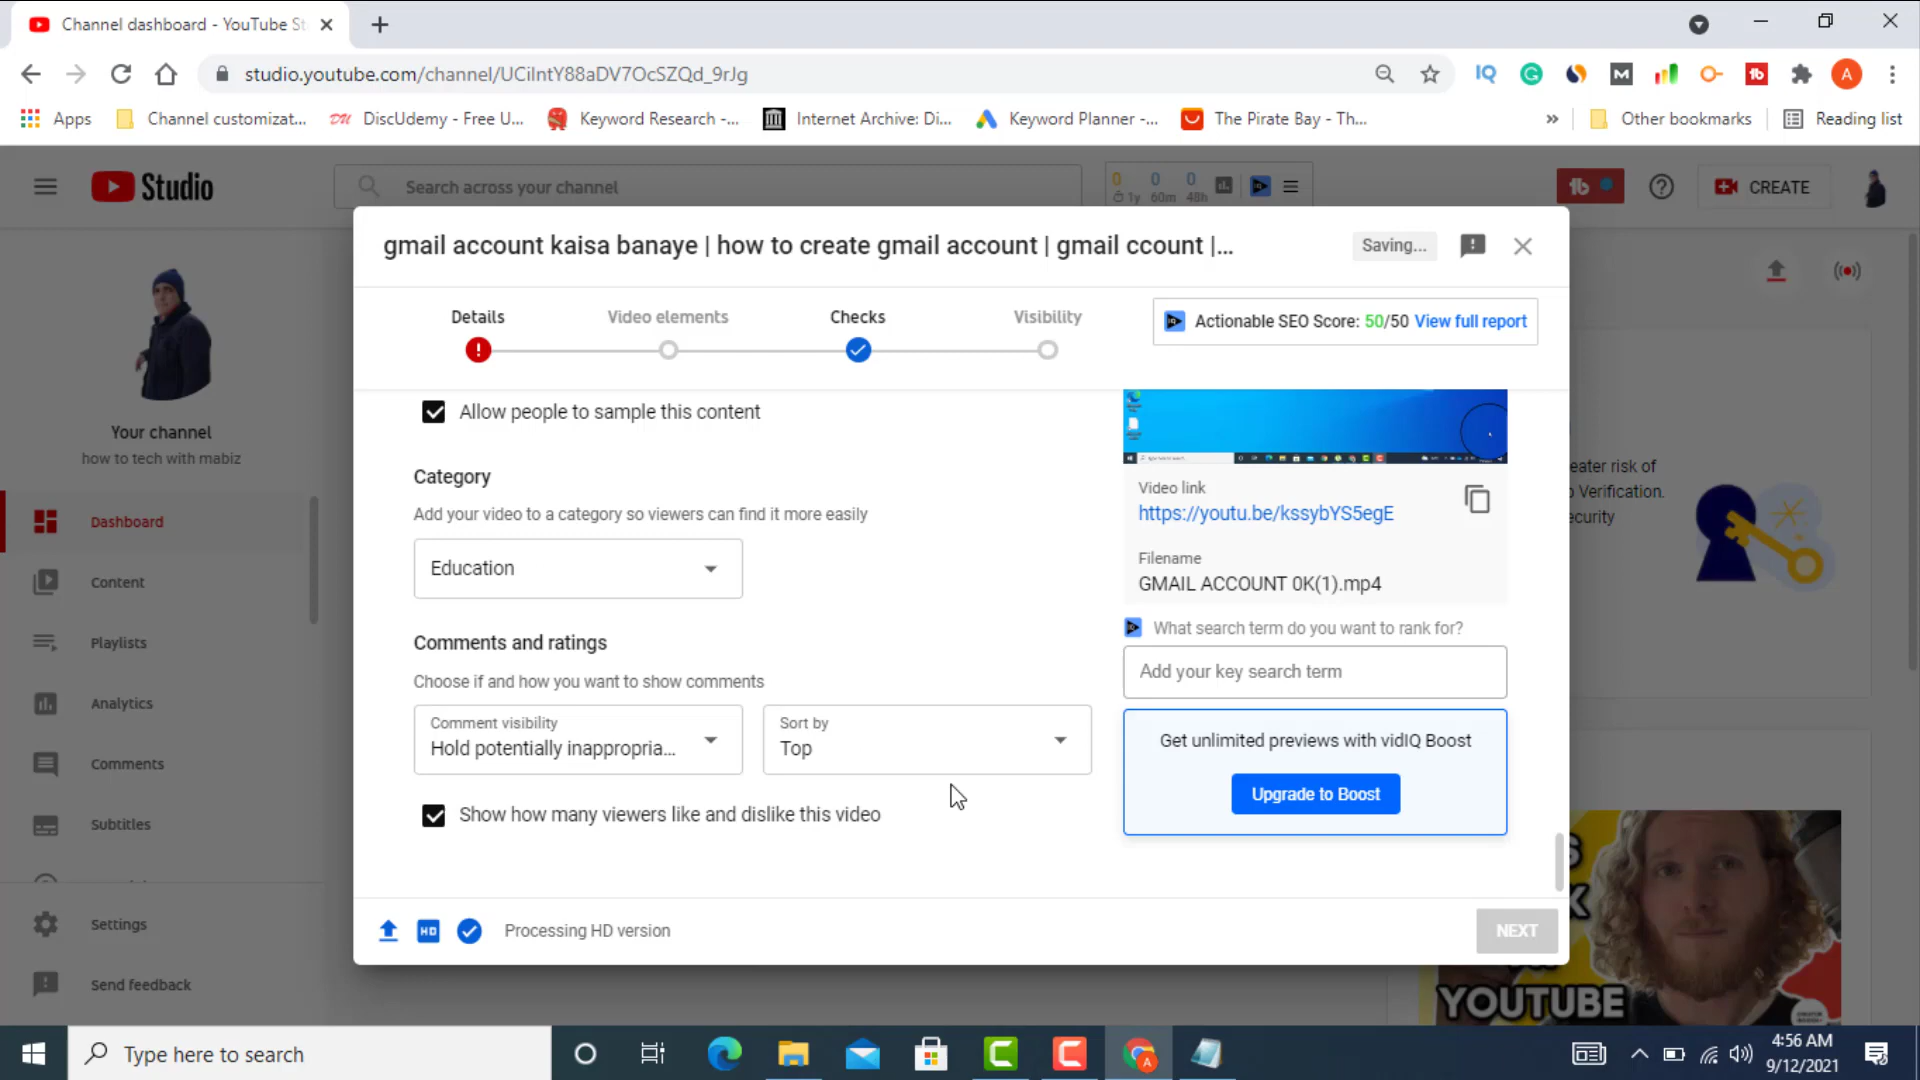 Channel dashboard - YouTube St
studio.youtube.com/channel/UCiIntY88aDV7OcSZQd_9rJg
Apps
Channel customizat...
DU
DiscUdemy - Free U...
Keyword Research -...
Internet Archive: Di...
Keyword Planner -...
The Pirate Bay - Th...
»
Other bookmarks
Reading list
Studio
Search across your channel
0 0 0
1y 60m 48h
CREATE
gmail account kaisa banaye | how to create gmail account | gmail ccount |...
Saving...
Details
Video elements
Checks
Visibility
Actionable SEO Score: 50/50 View full report
Your channel
how to tech with mabiz
Dashboard
Content
Playlists
Analytics
Comments
Subtitles
Settings
Send feedback
Allow people to sample this content
Category
Add your video to a category so viewers can find it more easily
Education
Comments and ratings
Choose if and how you want to show comments
Comment visibility
Hold potentially inappropria...
Sort by
Top
Show how many viewers like and dislike this video
Video link
https://youtu.be/kssybYS5egE
Filename
GMAIL ACCOUNT 0K(1).mp4
What search term do you want to rank for?
Add your key search term
Get unlimited previews with vidIQ Boost
Upgrade to Boost
HD
Processing HD version
NEXT
eater risk of
Verification.
ecurity
YOUTUBE
Type here to search
4:56 AM
9/12/2021